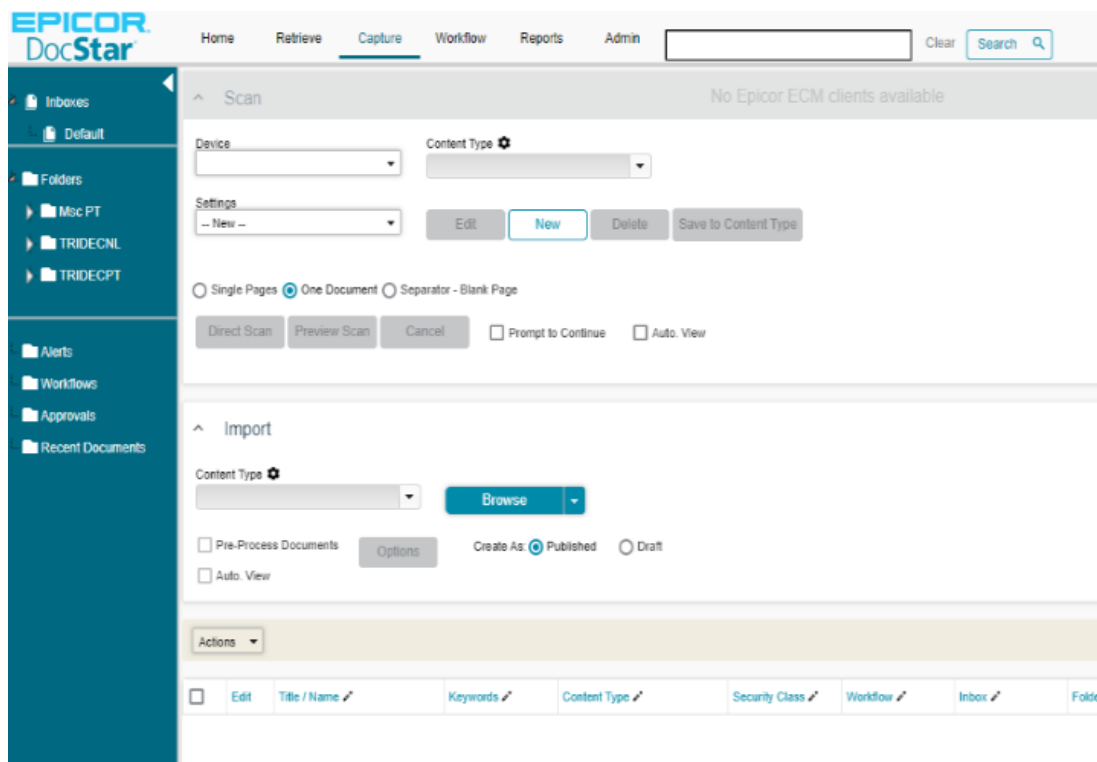 EPICOR
DocStar
Home Retrieve Capture Workflow Reports Admin Clear Search
Inboxes
Default
Folders
Msc PT
TRIDECNL
TRIDECPT
Alerts
Workflows
Approvals
Recent Documents
Scan No Epicor ECM clients available
Device Content Type
Settings
-- New -- Edit New Delete Save to Content Type
Single Pages One Document Separator - Blank Page
Direct Scan Preview Scan Cancel Prompt to Continue Auto. View
Import
Content Type
Browse
Pre-Process Documents Options Create As: Published Draft
Auto. View
Actions
Edit Title / Name Keywords Content Type Security Class Workflow Inbox Folde